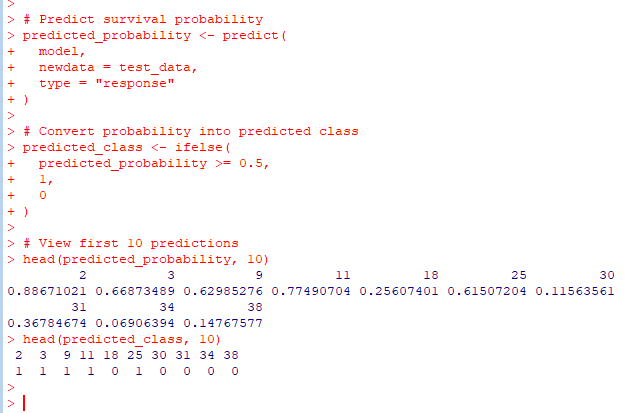 >
> # Predict survival probability
> predicted_probability <- predict(
+   model,
+   newdata = test_data,
+   type = "response"
+ )
>
> # Convert probability into predicted class
> predicted_class <- ifelse(
+   predicted_probability >= 0.5,
+   1,
+   0
+ )
>
> # View first 10 predictions
> head(predicted_probability, 10)
         2          3          9         11         18         25         30
0.88671021 0.66873489 0.62985276 0.77490704 0.25607401 0.61507204 0.11563561
        31         34         38
0.36784674 0.06906394 0.14767577
> head(predicted_class, 10)
 2  3  9 11 18 25 30 31 34 38
 1  1  1  1  0  1  0  0  0  0
>
>